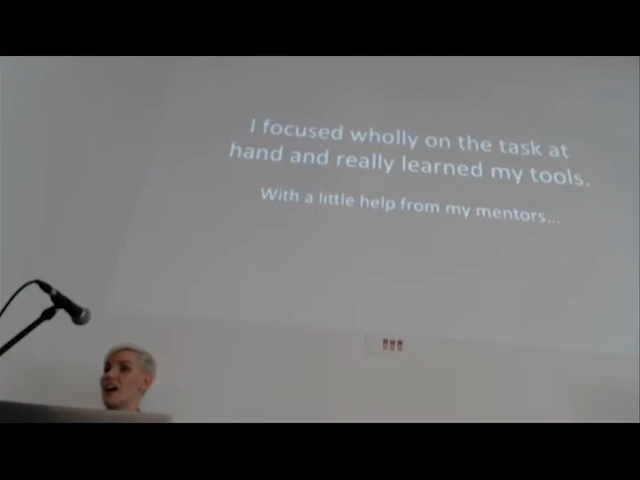 I focused wholly on the task at
hand and really learned my tools.
With a little help from my mentors...